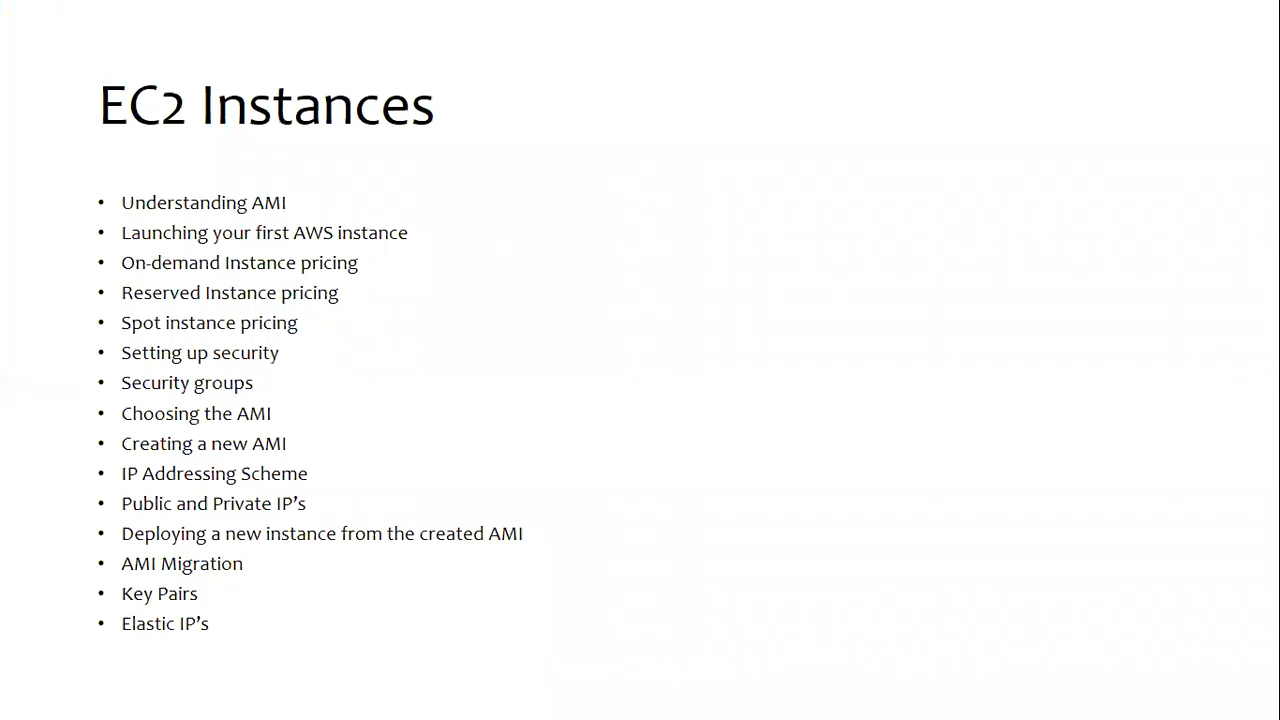 EC2 Instances
• Understanding AMI
• Launching your first AWS instance
• On-demand Instance pricing
• Reserved Instance pricing
• Spot instance pricing
• Setting up security
• Security groups
• Choosing the AMI
• Creating a new AMI
• IP Addressing Scheme
• Public and Private IP’s
• Deploying a new instance from the created AMI
• AMI Migration
• Key Pairs
• Elastic IP’s